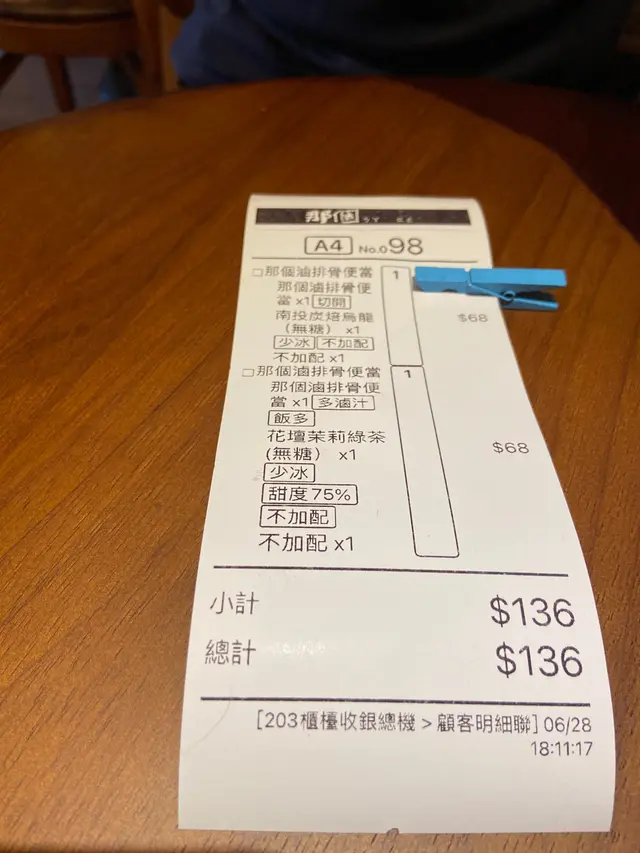 那個
A4 No.098
□那個滷排骨便當 1
那個滷排骨便
當 x1 切開
南投炭焙烏龍 $68
(無糖) x1
少冰 不加配
不加配 x1
□那個滷排骨便當 1
那個滷排骨便
當 x1 多滷汁
飯多
花壇茉莉綠茶
(無糖) x1 $68
少冰
甜度75%
不加配
不加配 x1
小計 $136
總計 $136
[203櫃檯收銀總機 > 顧客明細聯] 06/28
18:11:17